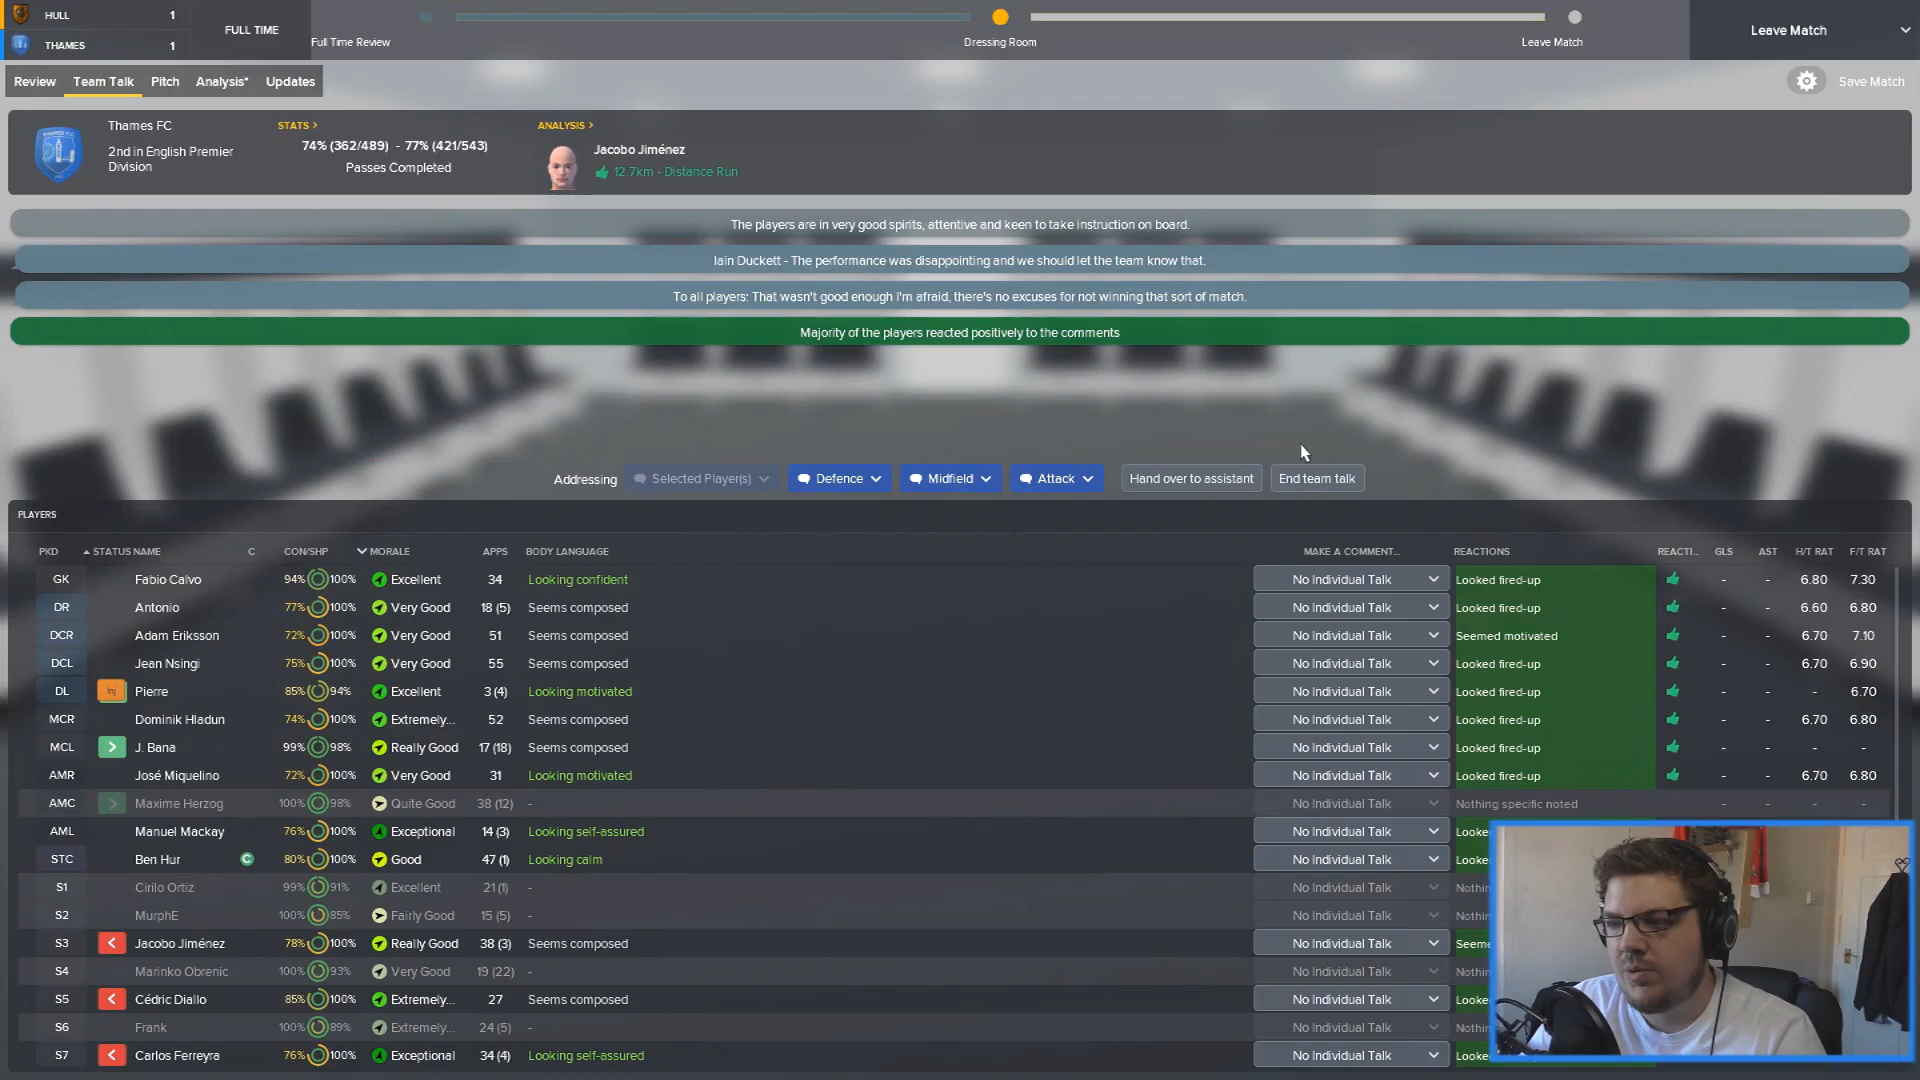 HULL 1
THAMES 1
FULL TIME
Full Time Review
Dressing Room
Leave Match
Leave Match
Review Team Talk Pitch Analysis* Updates
Save Match
Thames FC
2nd in English Premier
Division
STATS >
74% (362/489) - 77% (421/543)
Passes Completed
ANALYSIS >
Jacobo Jiménez
12.7km - Distance Run
The players are in very good spirits, attentive and keen to take instruction on board.
Iain Duckett - The performance was disappointing and we should let the team know that.
To all players: That wasn't good enough I'm afraid, there's no excuses for not winning that sort of match.
Majority of the players reacted positively to the comments
Addressing Selected Player(s) Defence Midfield Attack Hand over to assistant End team talk
PLAYERS
PKD STATUS NAME C CON/SHP MORALE APPS BODY LANGUAGE MAKE A COMMENT... REACTIONS REACTI... GLS AST H/T RAT F/T RAT
GK Fabio Calvo 94% 100% Excellent 34 Looking confident No Individual Talk Looked fired-up - - 6.80 7.30
DR Antonio 77% 100% Very Good 18 (5) Seems composed No Individual Talk Looked fired-up - - 6.60 6.80
DCR Adam Eriksson 72% 100% Very Good 51 Seems composed No Individual Talk Seemed motivated - - 6.70 7.10
DCL Jean Nsingi 75% 100% Very Good 55 Seems composed No Individual Talk Looked fired-up - - 6.70 6.90
DL Inj Pierre 85% 94% Excellent 3 (4) Looking motivated No Individual Talk Looked fired-up - - - 6.70
MCR Dominik Hladun 74% 100% Extremely... 52 Seems composed No Individual Talk Looked fired-up - - 6.70 6.80
MCL J. Bana 99% 98% Really Good 17 (18) Seems composed No Individual Talk Looked fired-up - - - -
AMR José Miquelino 72% 100% Very Good 31 Looking motivated No Individual Talk Looked fired-up - - 6.70 6.80
AMC Maxime Herzog 100% 98% Quite Good 38 (12) - No Individual Talk Nothing specific noted - - - -
AML Manuel Mackay 76% 100% Exceptional 14 (3) Looking self-assured No Individual Talk
STC Ben Hur C 80% 100% Good 47 (1) Looking calm No Individual Talk
S1 Cirilo Ortiz 99% 91% Excellent 21 (1) - No Individual Talk
S2 MurphE 100% 85% Fairly Good 15 (5) - No Individual Talk
S3 Jacobo Jiménez 78% 100% Really Good 38 (3) Seems composed No Individual Talk
S4 Marinko Obrenic 100% 93% Very Good 19 (22) - No Individual Talk
S5 Cédric Diallo 85% 100% Extremely... 27 Seems composed No Individual Talk
S6 Frank 100% 89% Extremely... 24 (5) - No Individual Talk
S7 Carlos Ferreyra 76% 100% Exceptional 34 (4) Looking self-assured No Individual Talk